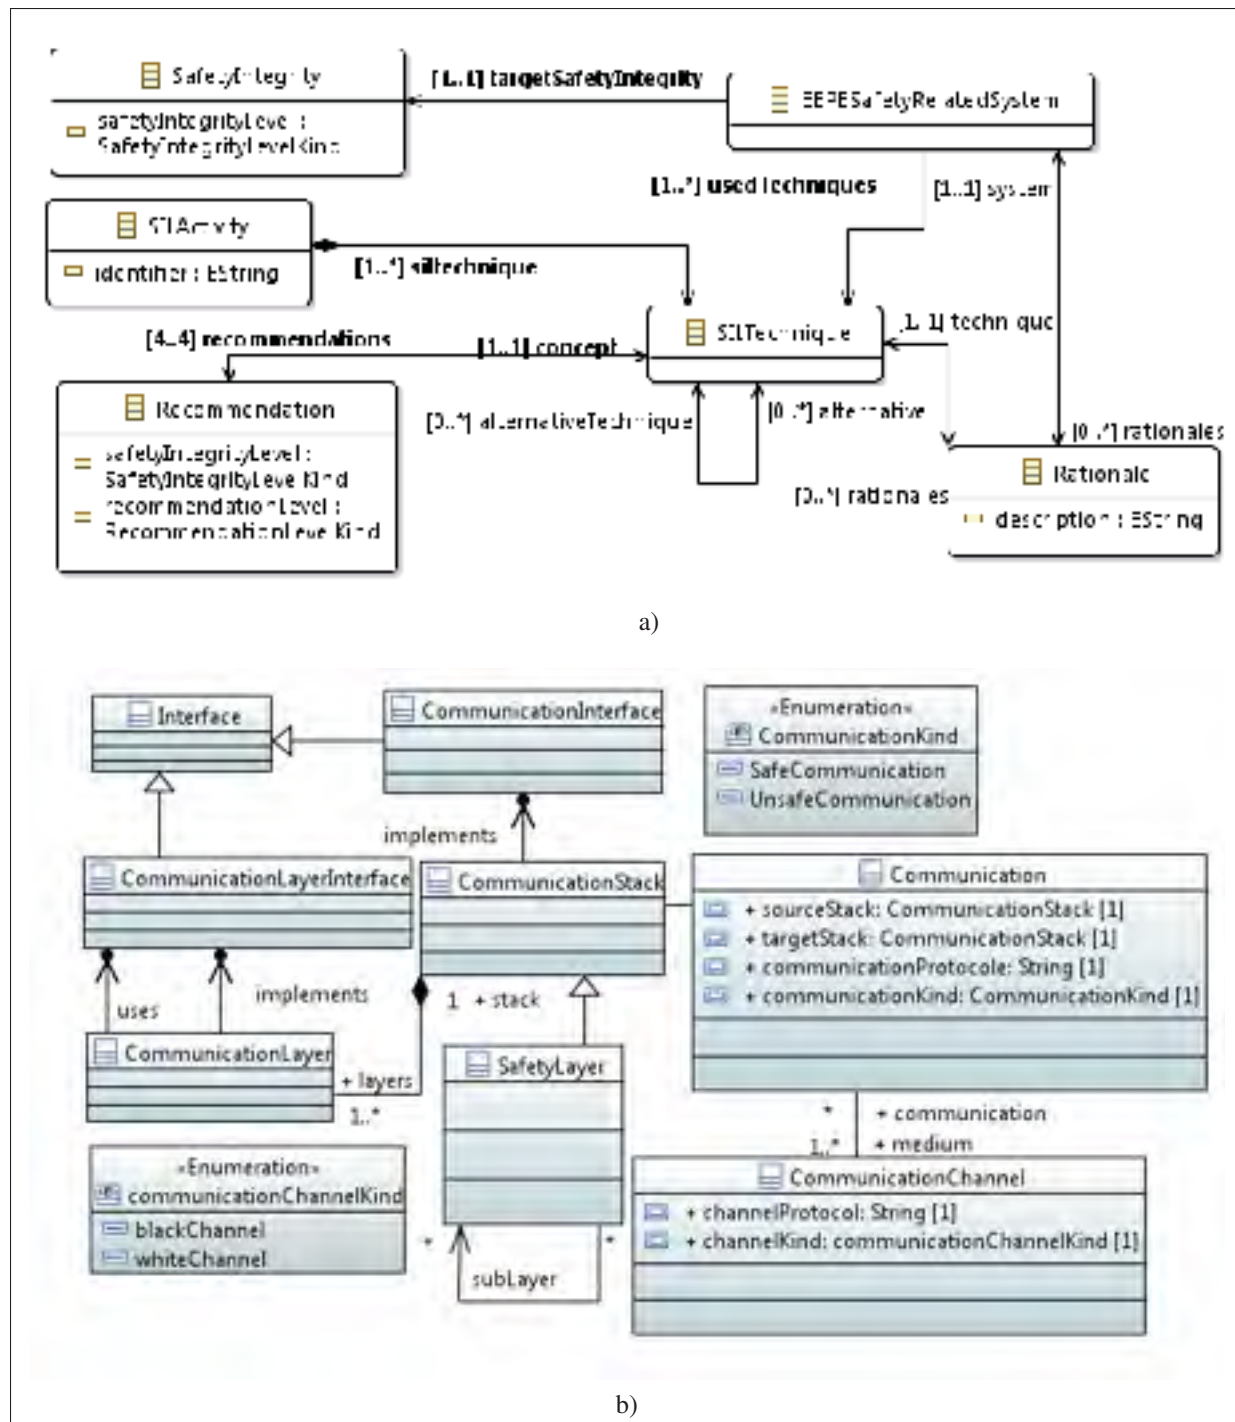 SafetyIntegrity
safetyIntegrityLevel :
SafetyIntegrityLevelKind
[1..1] targetSafetyIntegrity
EEPESafetyRelatedSystem
[1..*] usedTechniques
[1..1] system
SILActivity
identifier : EString
[1..*] siltechnique
SILTechnique
[1..1] technique
[4..4] recommendations
[1..1] concept
Recommendation
safetyIntegrityLevel :
SafetyIntegrityLevelKind
recommendationLevel :
RecommendationLevelKind
[0..*] alternativeTechnique
[0..*] alternative
[0..*] rationales
[0..*] rationales
Rationale
description : EString
a)
Interface
CommunicationInterface
«Enumeration»
CommunicationKind
SafeCommunication
UnsafeCommunication
implements
CommunicationLayerInterface
CommunicationStack
Communication
+ sourceStack: CommunicationStack [1]
+ targetStack: CommunicationStack [1]
+ communicationProtocole: String [1]
+ communicationKind: CommunicationKind [1]
uses
implements
1 + stack
CommunicationLayer
+ layers
1..*
SafetyLayer
* + communication
1..* + medium
«Enumeration»
communicationChannelKind
blackChannel
whiteChannel
*
*
subLayer
CommunicationChannel
+ channelProtocol: String [1]
+ channelKind: communicationChannelKind [1]
b)